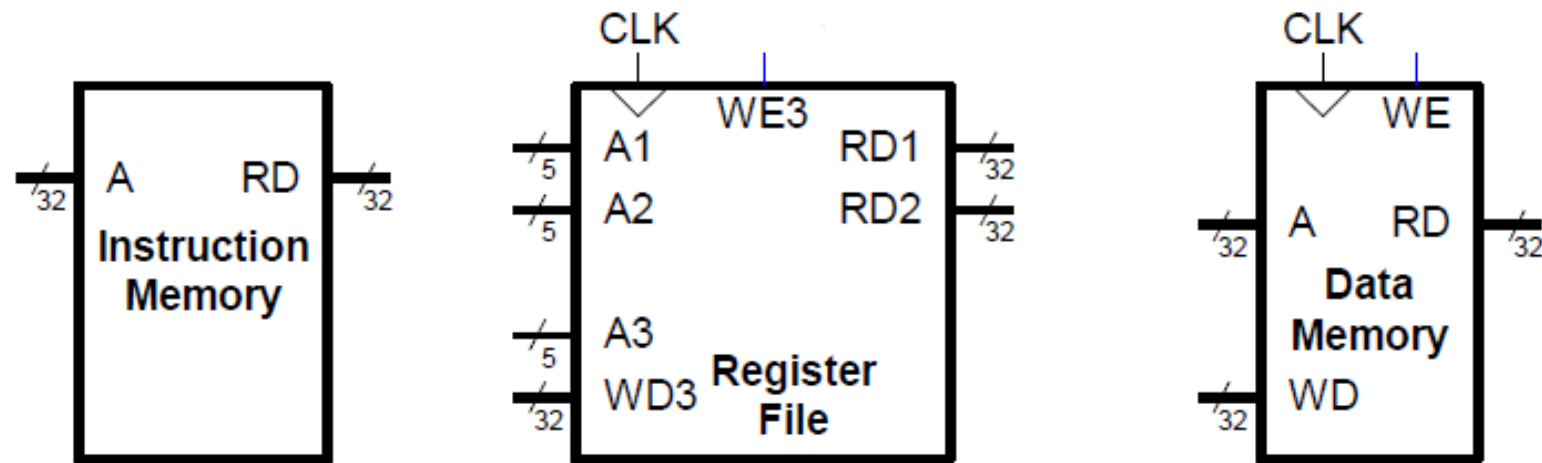 A RD
32 32
Instruction
Memory
CLK
WE3
A1 RD1
5 32
A2 RD2
5 32
A3
5
WD3
32
Register
File
CLK
WE
A RD
32 32
Data
Memory
WD
32